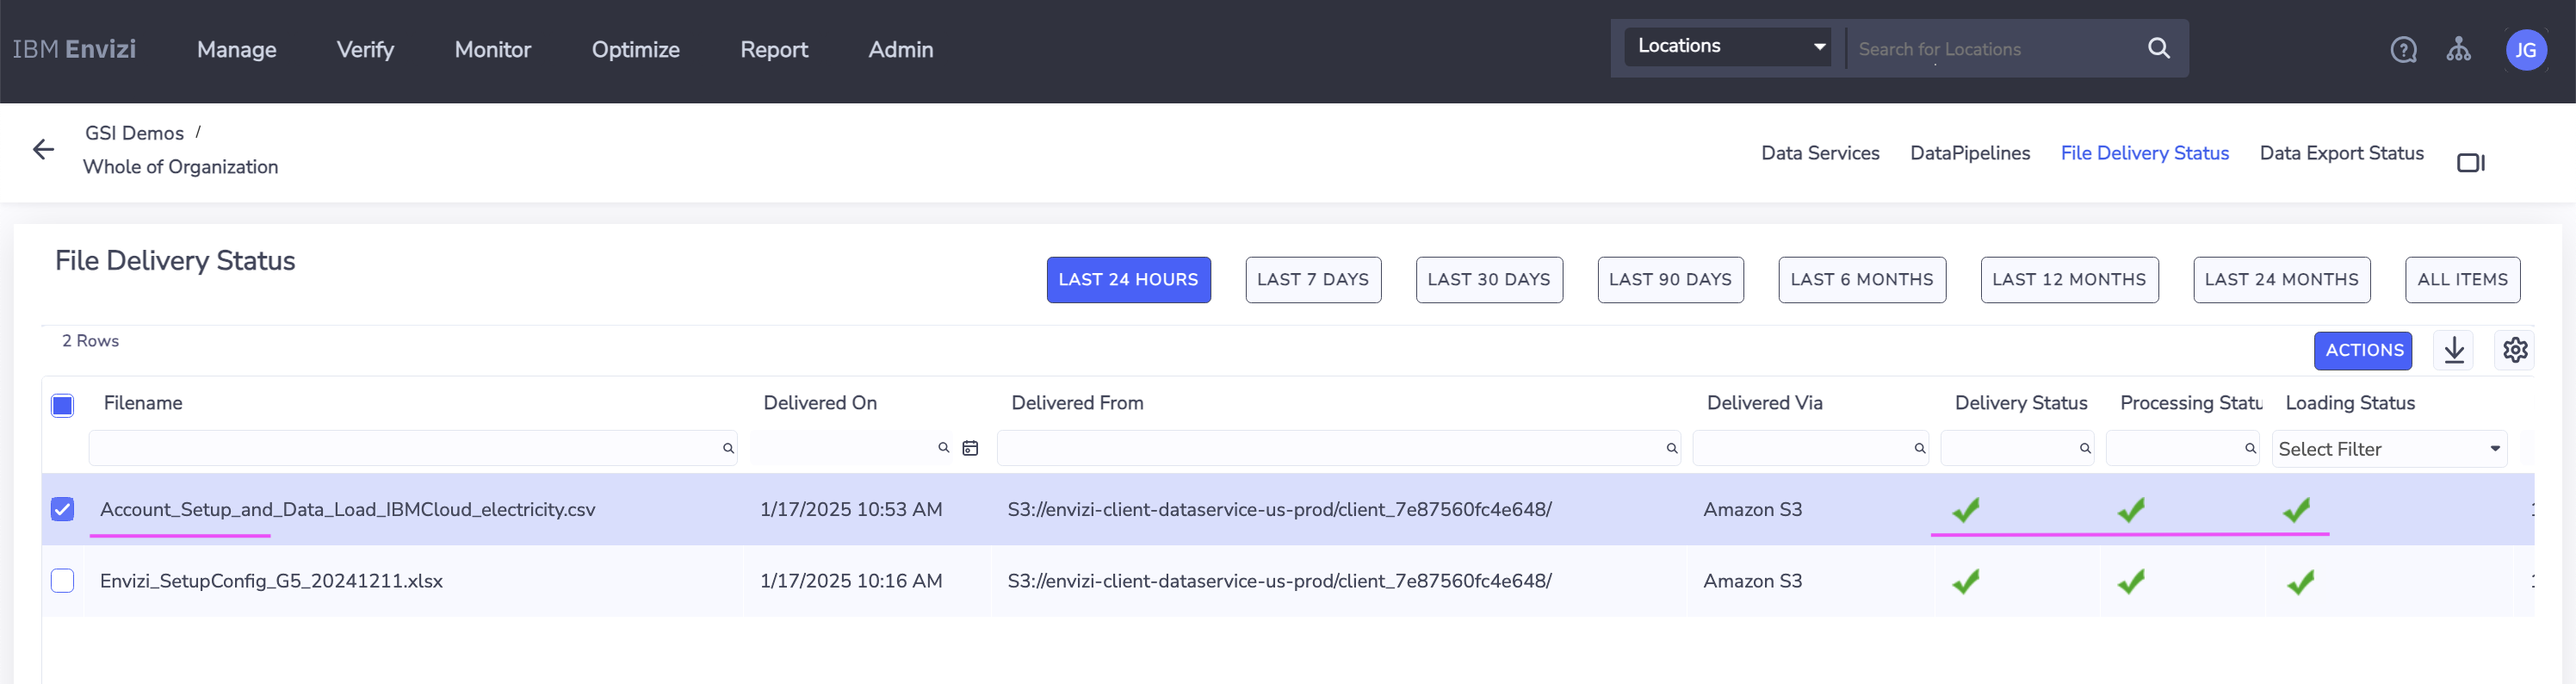 IBM Envizi Manage Verify Monitor Optimize Report Admin Locations Search for Locations JG
GSI Demos /
Whole of Organization
Data Services DataPipelines File Delivery Status Data Export Status
File Delivery Status
LAST 24 HOURS LAST 7 DAYS LAST 30 DAYS LAST 90 DAYS LAST 6 MONTHS LAST 12 MONTHS LAST 24 MONTHS ALL ITEMS
2 Rows
ACTIONS
Filename Delivered On Delivered From Delivered Via Delivery Status Processing Statu Loading Status
Select Filter
Account_Setup_and_Data_Load_IBMCloud_electricity.csv 1/17/2025 10:53 AM S3://envizi-client-dataservice-us-prod/client_7e87560fc4e648/ Amazon S3
Envizi_SetupConfig_G5_20241211.xlsx 1/17/2025 10:16 AM S3://envizi-client-dataservice-us-prod/client_7e87560fc4e648/ Amazon S3